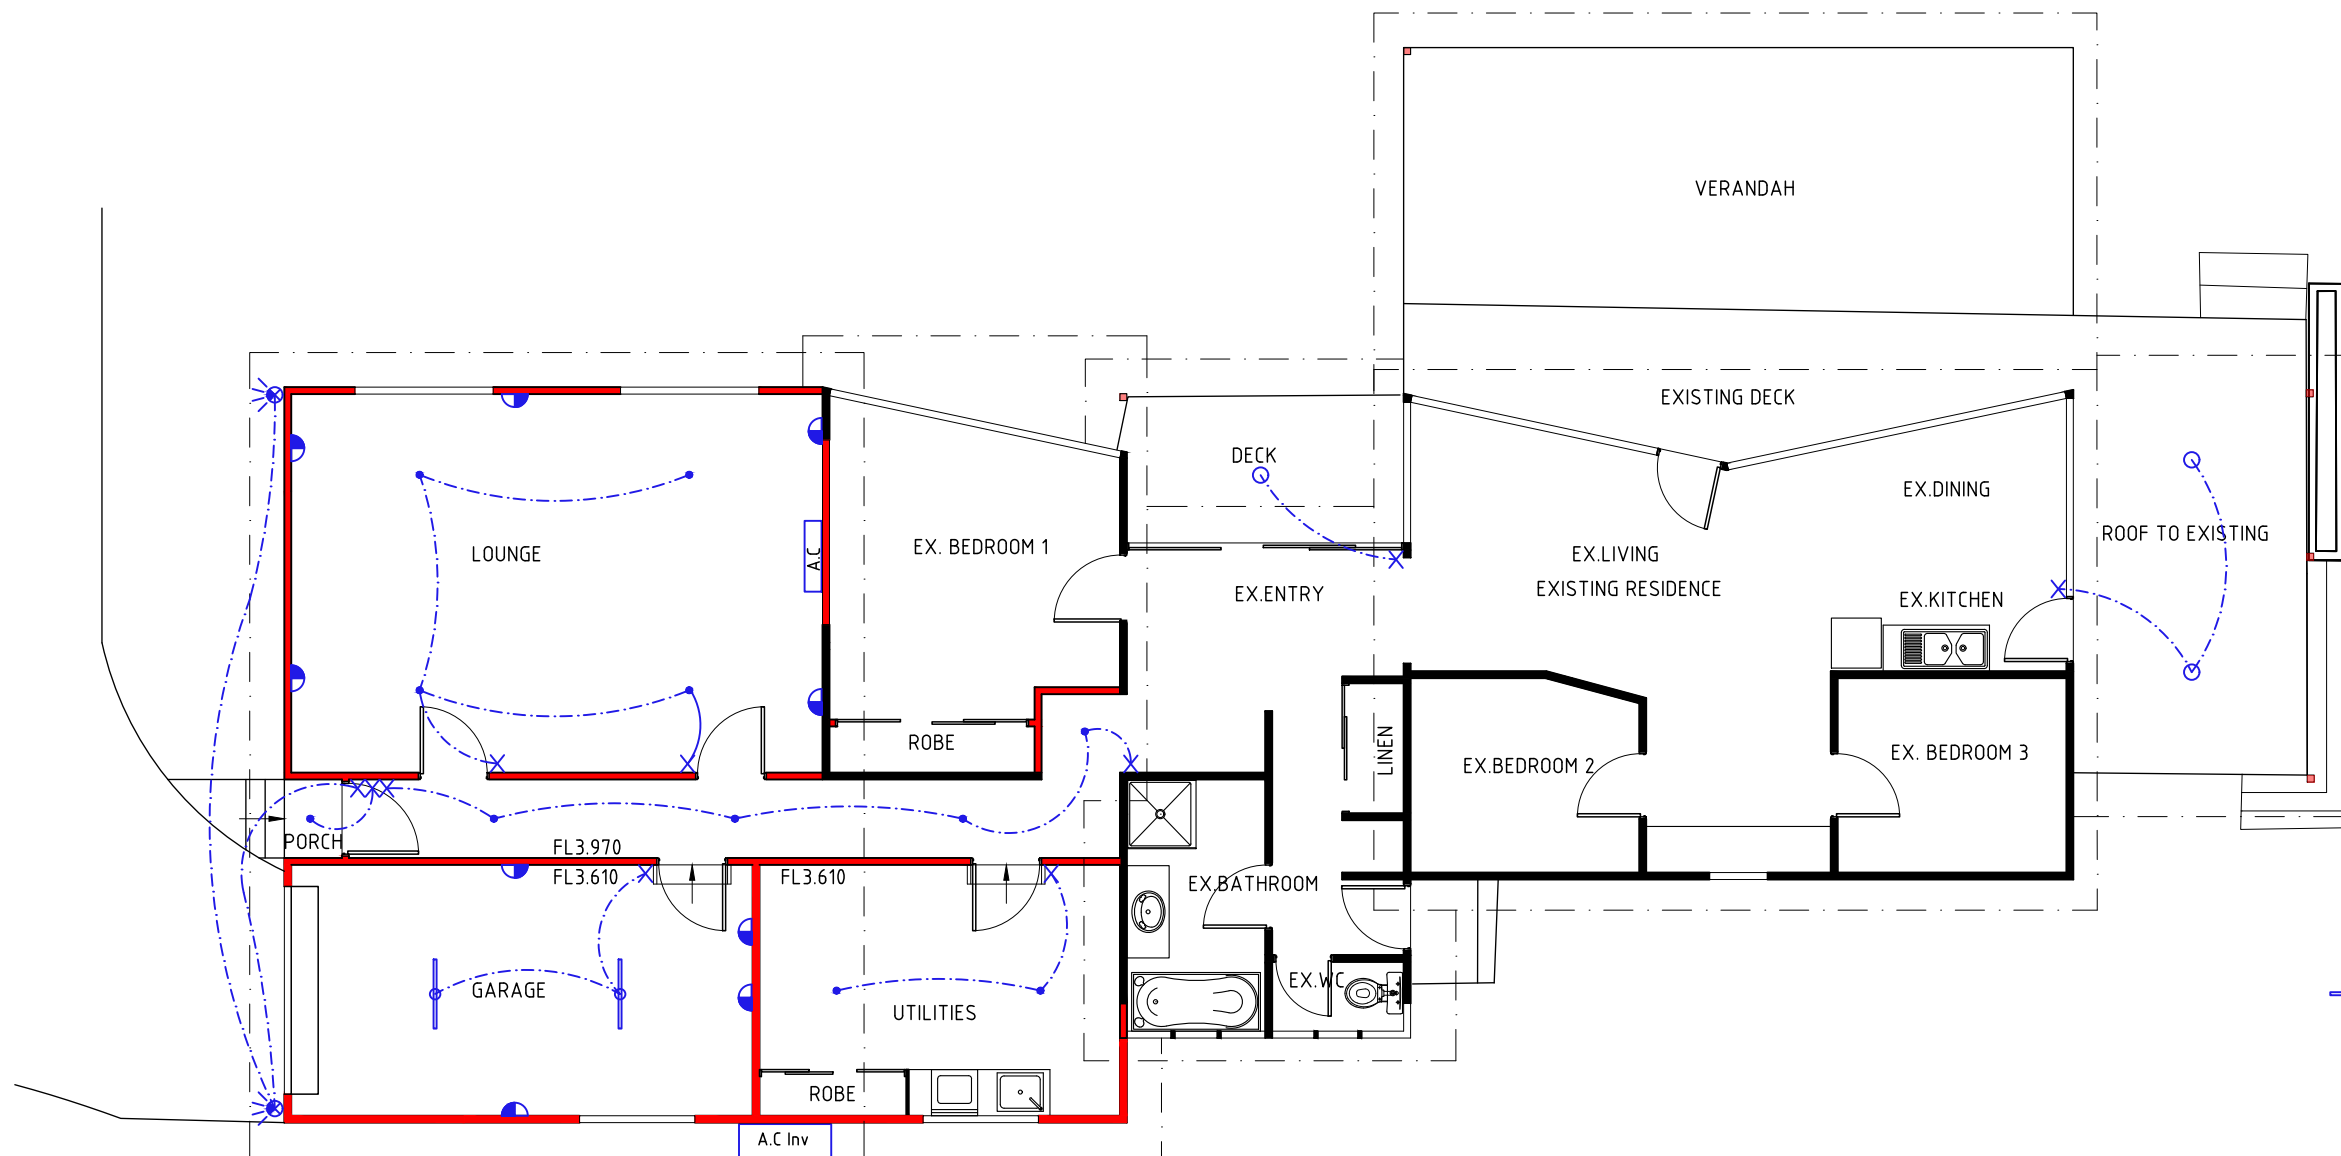 VERANDAH
EXISTING DECK
DECK
EX.DINING
ROOF TO EXISTING
LOUNGE
A.C
EX. BEDROOM 1
EX.LIVING
EX.ENTRY
EXISTING RESIDENCE
EX.KITCHEN
ROBE
LINEN
EX.BEDROOM 2
EX. BEDROOM 3
PORCH
FL3.970
FL3.610
FL3.610
EX.BATHROOM
EX.WC
GARAGE
UTILITIES
ROBE
A.C Inv